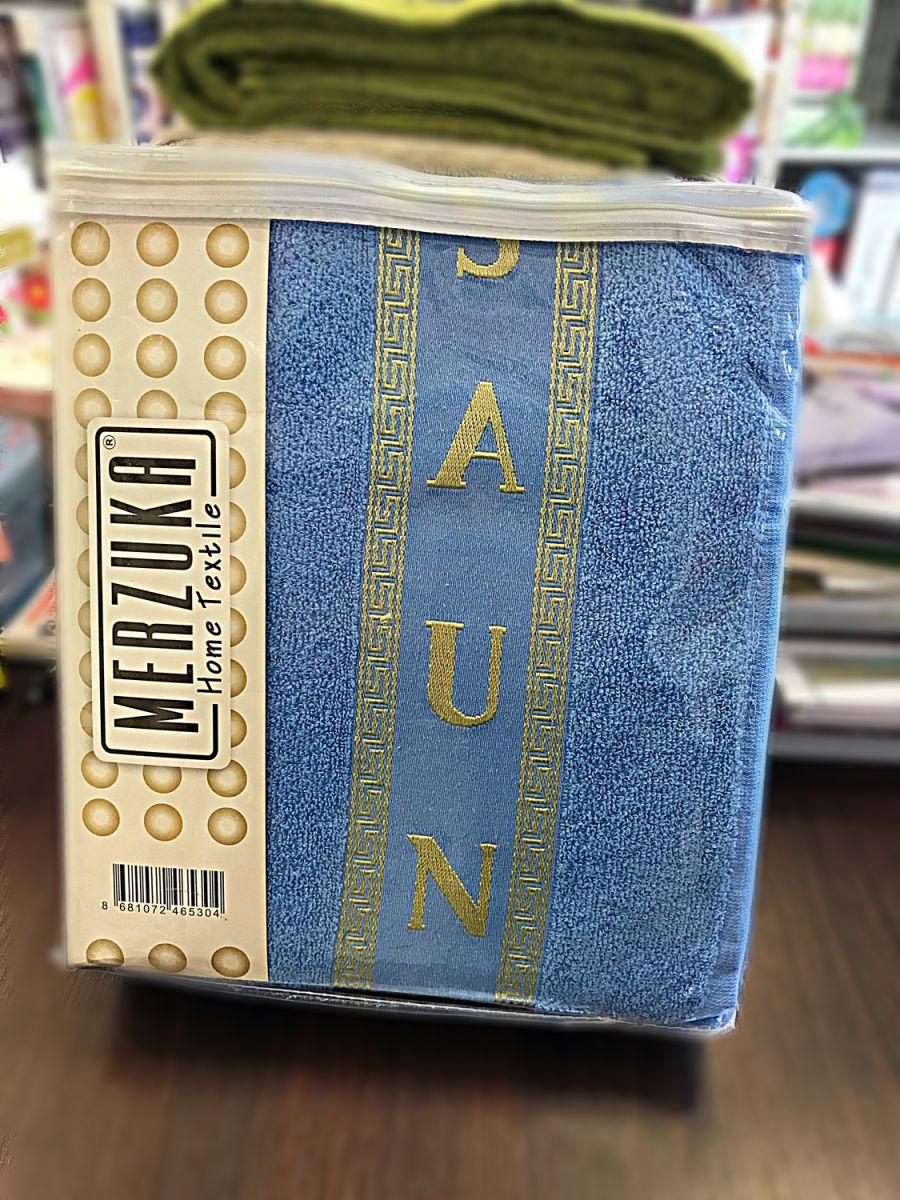 MERZUKA®
Home Textile
8 681072 465304
S
A
U
N